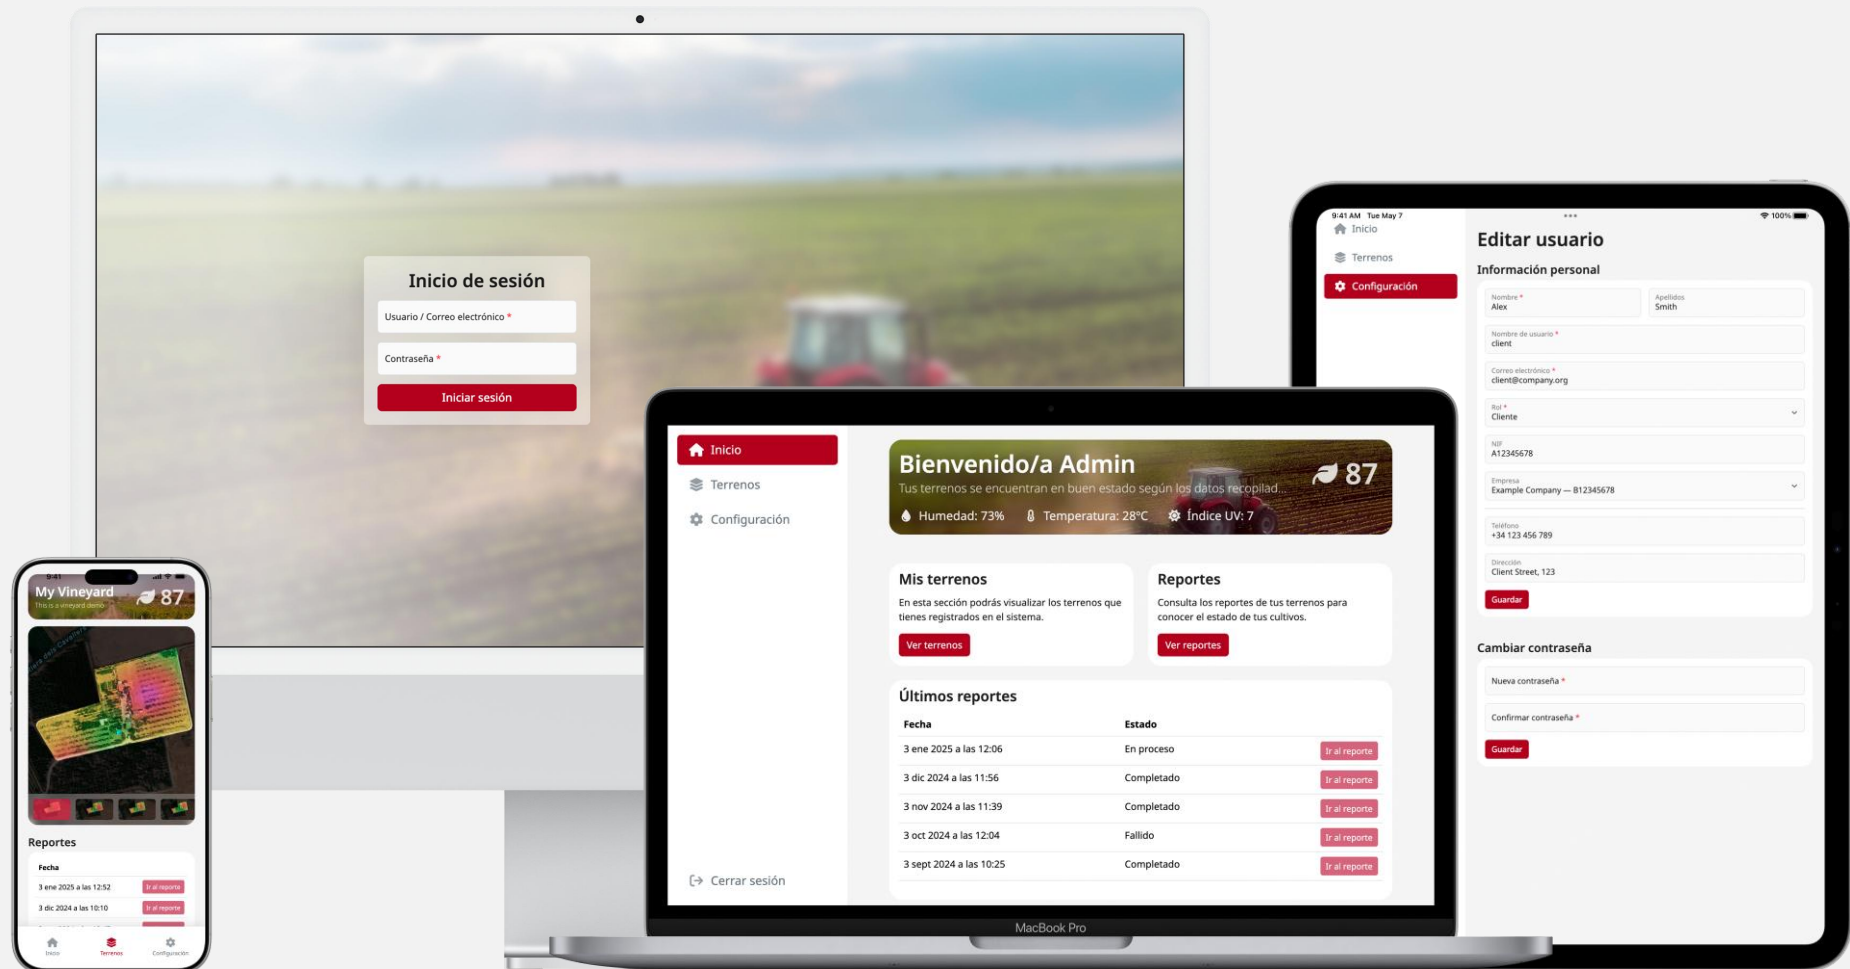 Inicio de sesión
Usuario / Correo electrónico *
Contraseña *
Iniciar sesión
9:41 AM Tue May 7
100%
Inicio
Terrenos
Configuración
Editar usuario
Información personal
Nombre *
Alex
Apellidos
Smith
Nombre de usuario *
client
Correo electrónico *
client@company.org
Rol *
Cliente
NIF
A12345678
Empresa
Example Company — B12345678
Teléfono
+34 123 456 789
Dirección
Client Street, 123
Guardar
Cambiar contraseña
Nueva contraseña *
Confirmar contraseña *
Guardar
Inicio
Terrenos
Configuración
Cerrar sesión
Bienvenido/a Admin
87
Tus terrenos se encuentran en buen estado según los datos recopilad...
Humedad: 73% Temperatura: 28°C Índice UV: 7
Mis terrenos
En esta sección podrás visualizar los terrenos que
tienes registrados en el sistema.
Ver terrenos
Reportes
Consulta los reportes de tus terrenos para
conocer el estado de tus cultivos.
Ver reportes
Últimos reportes
Fecha Estado
3 ene 2025 a las 12:06 En proceso Ir al reporte
3 dic 2024 a las 11:56 Completado Ir al reporte
3 nov 2024 a las 11:39 Completado Ir al reporte
3 oct 2024 a las 12:04 Fallido Ir al reporte
3 sept 2024 a las 10:25 Completado Ir al reporte
MacBook Pro
9:41
My Vineyard
This is a vineyard demo
87
Reportes
Fecha
3 ene 2025 a las 12:52 Ir al reporte
3 dic 2024 a las 10:10 Ir al reporte
Inicio Terrenos Configuración